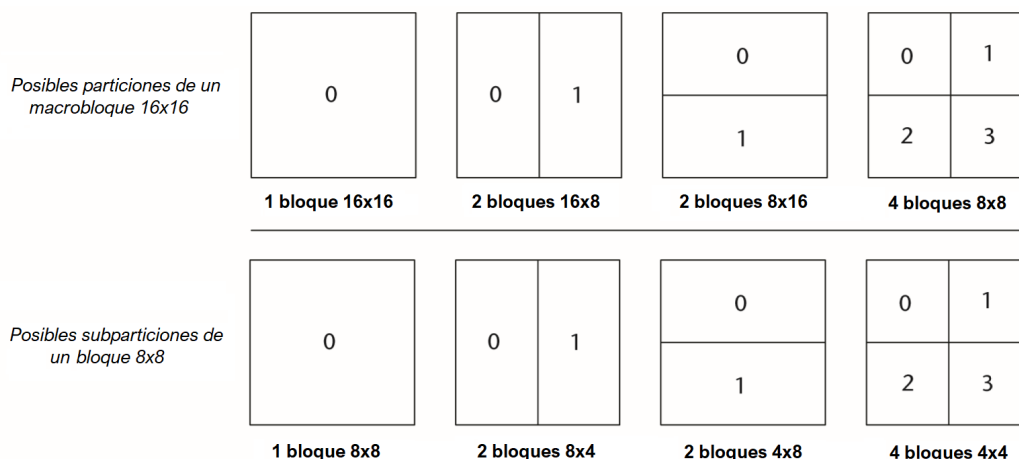 Posibles particiones de un
macrobloque 16x16
0
0 1
0
1
0 1
2 3
1 bloque 16x16
2 bloques 16x8
2 bloques 8x16
4 bloques 8x8
Posibles subparticiones de
un bloque 8x8
0
0 1
0
1
0 1
2 3
1 bloque 8x8
2 bloques 8x4
2 bloques 4x8
4 bloques 4x4